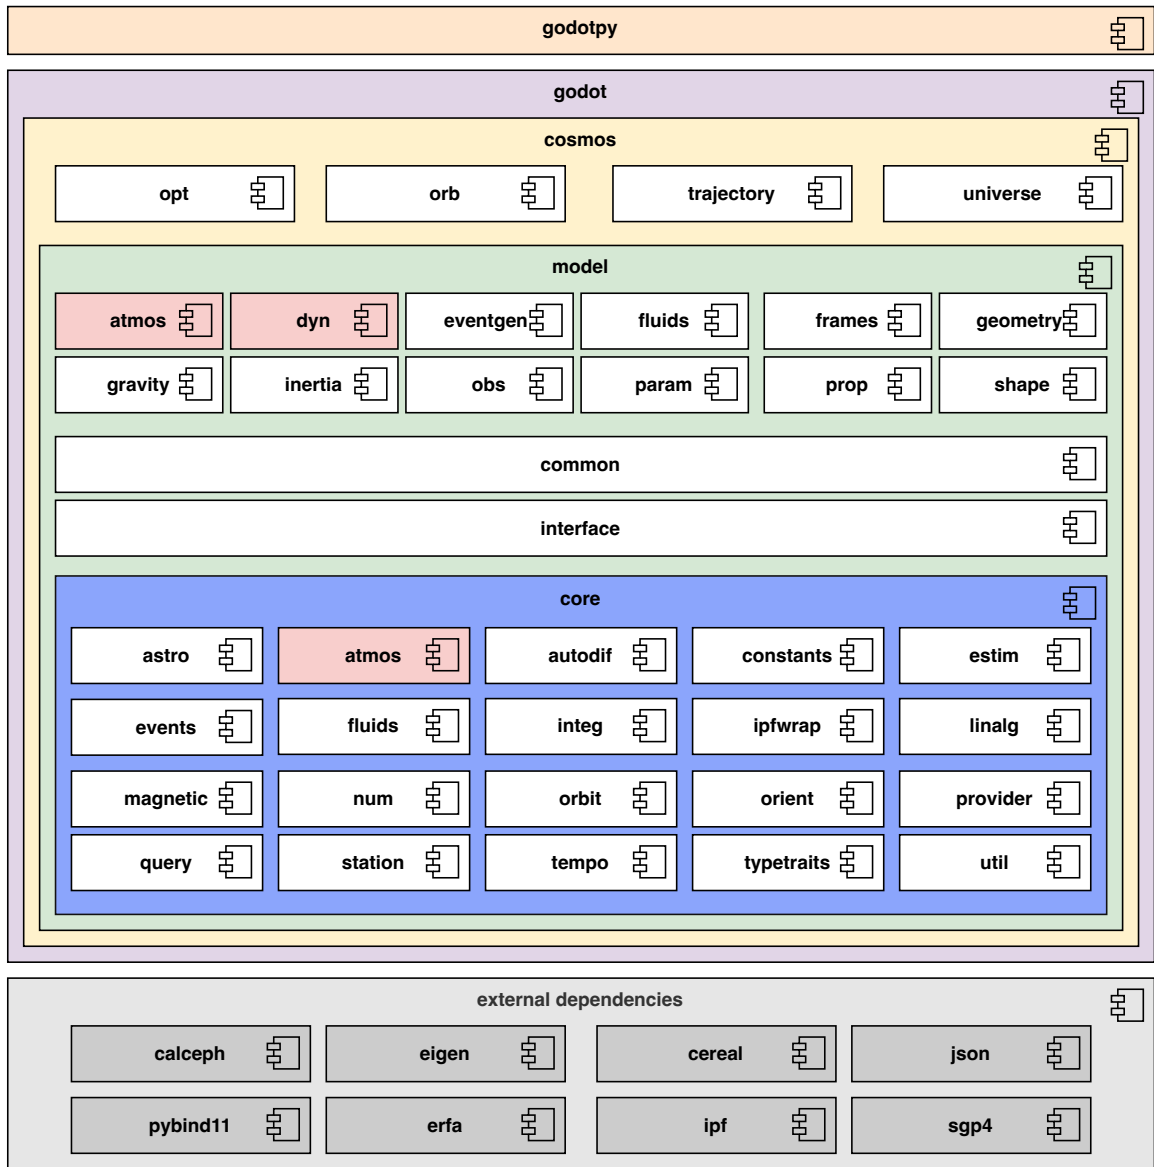 godotpy
godot
cosmos
opt orb trajectory universe
model
atmos dyn eventgen fluids frames geometry
gravity inertia obs param prop shape
common
interface
core
astro atmos autodif constants estim
events fluids integ ipfwrap linalg
magnetic num orbit orient provider
query station tempo typetraits util
external dependencies
calceph eigen cereal json
pybind11 erfa ipf sgp4